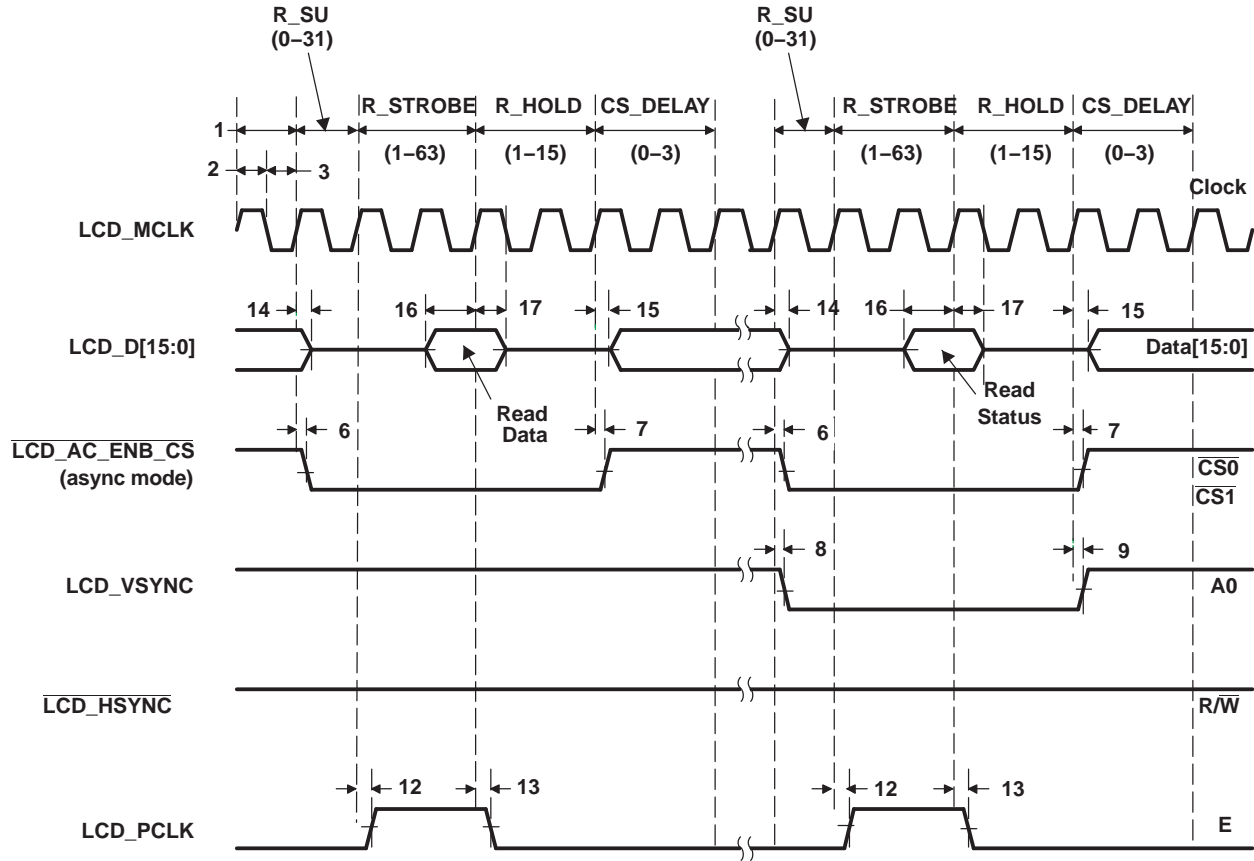 R_SU
(0–31)
R_SU
(0–31)
R_STROBE R_HOLD CS_DELAY R_STROBE R_HOLD CS_DELAY
1
(1–63) (1–15) (0–3) (1–63) (1–15) (0–3)
2 3
Clock
LCD_MCLK
14 16 17 15 14 16 17 15
LCD_D[15:0] Data[15:0]
Read
Data
Read
Status
6 7 6 7
LCD_AC_ENB_CS
(async mode)
CS0
CS1
8 9
LCD_VSYNC A0
LCD_HSYNC R/W
12 13 12 13
LCD_PCLK E